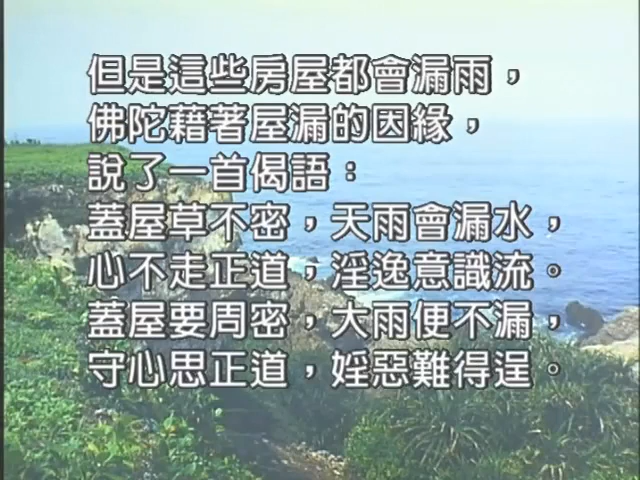 但是這些房屋都會漏雨，
佛陀藉著屋漏的因緣，
說了一首偈語：
蓋屋草不密，天雨會漏水，
心不走正道，淫逸意識流。
蓋屋要周密，大雨便不漏，
守心思正道，婬惡難得逞。